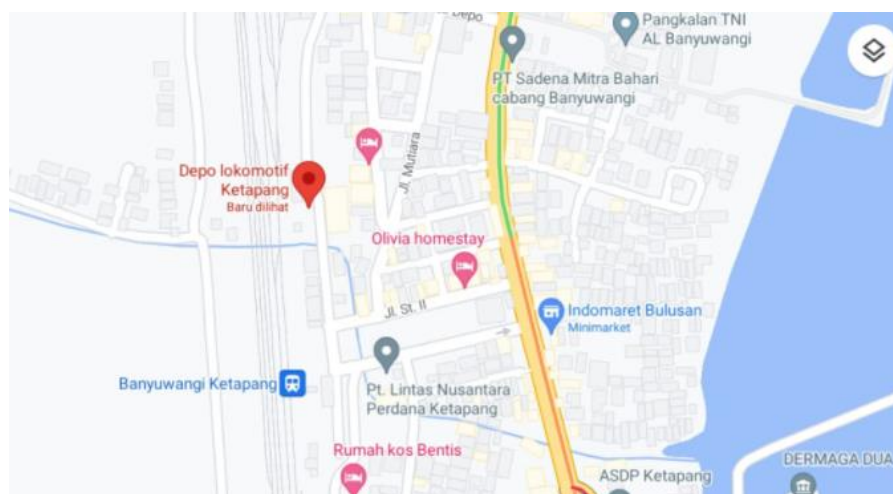 Depo
Pangkalan TNI
AL Banyuwangi
PT Sadena Mitra Bahari
cabang Banyuwangi
Jl. Mutiara
Depo lokomotif
Ketapang
Baru dilihat
Olivia homestay
Jl. St. II
Indomaret Bulusan
Minimarket
Banyuwangi Ketapang
Pt. Lintas Nusantara
Perdana Ketapang
Rumah kos Bentis
ASDP Ketapang
DERMAGA DUA